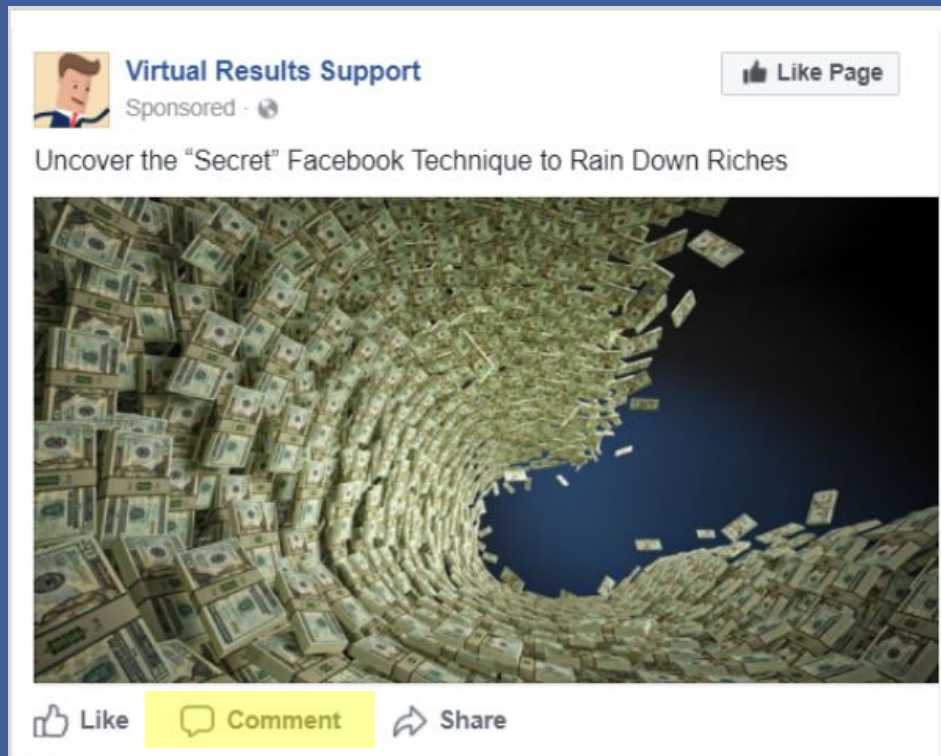 Virtual Results Support
Like Page
Sponsored ·
Uncover the “Secret” Facebook Technique to Rain Down Riches
Like Comment Share